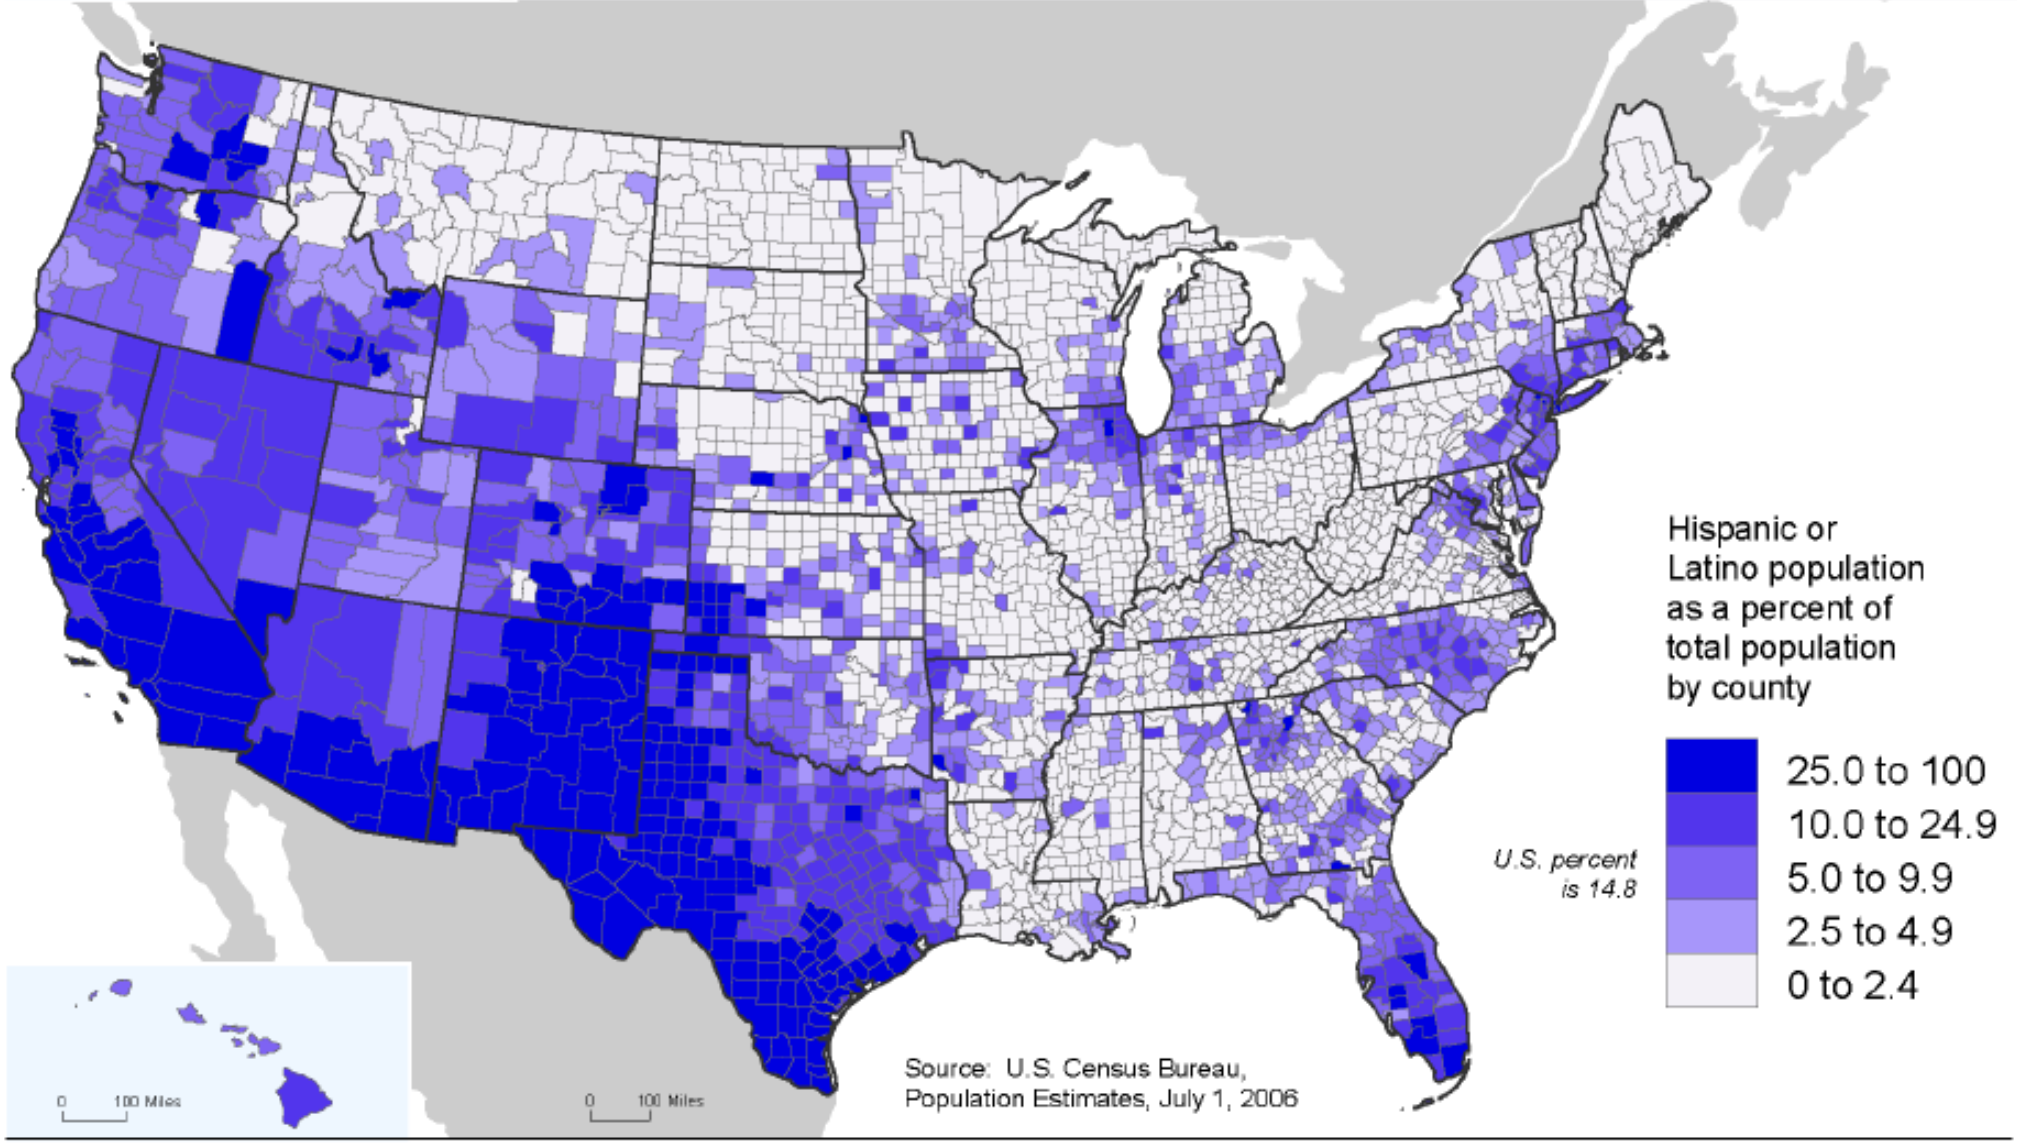 Hispanic or
Latino population
as a percent of
total population
by county
25.0 to 100
10.0 to 24.9
5.0 to 9.9
2.5 to 4.9
0 to 2.4
U.S. percent
is 14.8
Source: U.S. Census Bureau,
Population Estimates, July 1, 2006
0 100 Miles
0 100 Miles